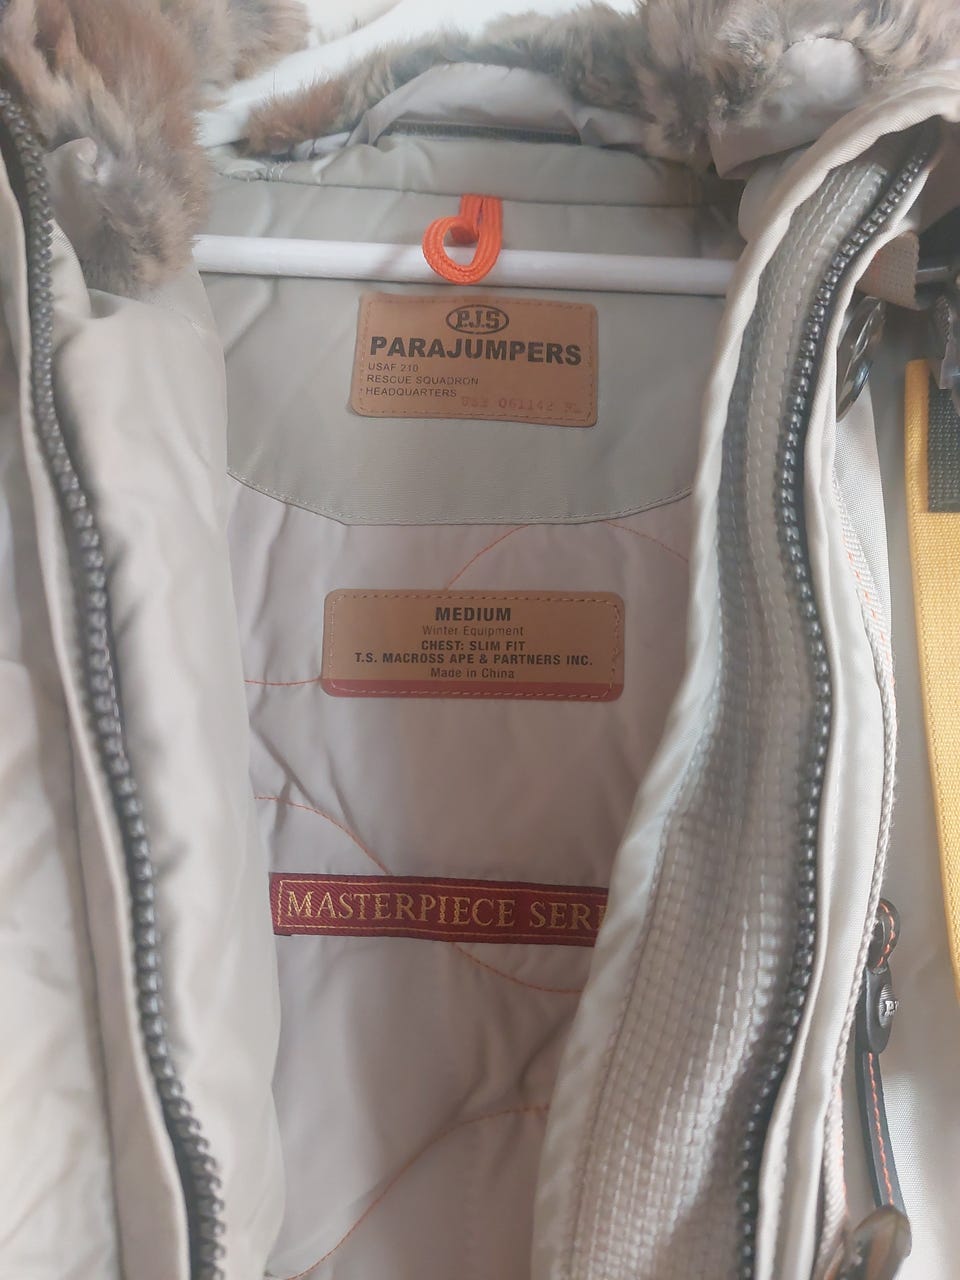 P.J.S
PARAJUMPERS
USAF 210
RESCUE SQUADRON
HEADQUARTERS
Q61142
MEDIUM
Winter Equipment
CHEST: SLIM FIT
T.S. MACROSS APE & PARTNERS INC.
Made in China
MASTERPIECE SERI